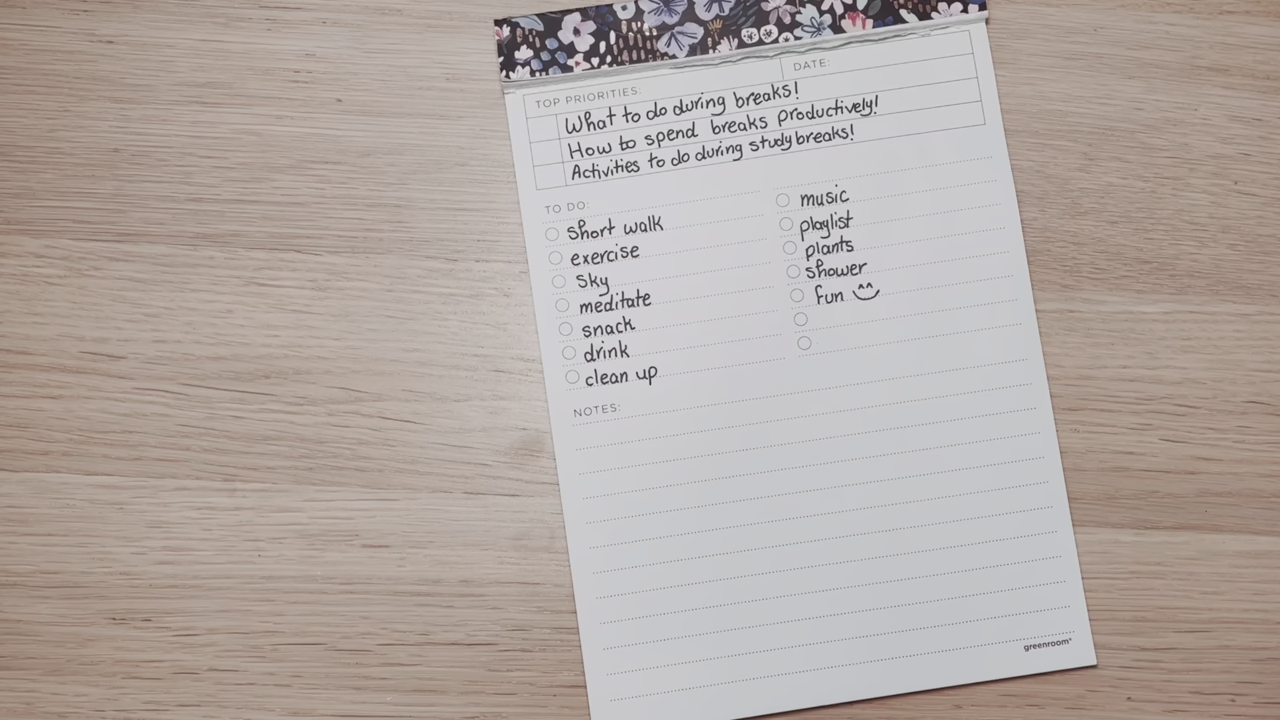 TOP PRIORITIES:
DATE:
What to do during breaks!
How to spend breaks productively!
Activities to do during study breaks!
TO DO:
short walk
exercise
Sky
meditate
snack
drink
clean up
music
playlist
plants
shower
fun
NOTES:
greenroom®